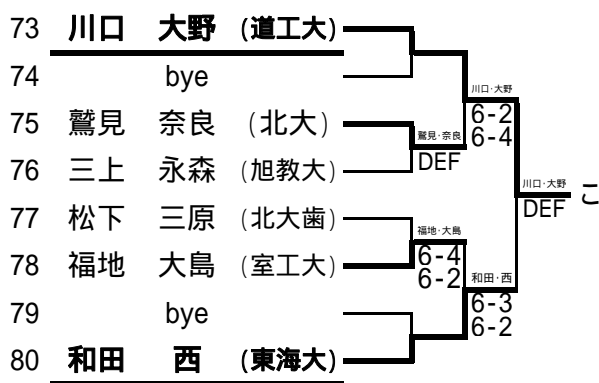 73 川口 大野 (道工大)
74 bye
75 鷲見 奈良 (北大)
76 三上 永森 (旭教大)
77 松下 三原 (北大歯)
78 福地 大島 (室工大)
79 bye
80 和田 西 (東海大)
鷲見・奈良
DEF
福地・大島
6-4
6-2
川口・大野
6-2
6-4
和田・西
6-3
6-2
川口・大野
DEF
こ